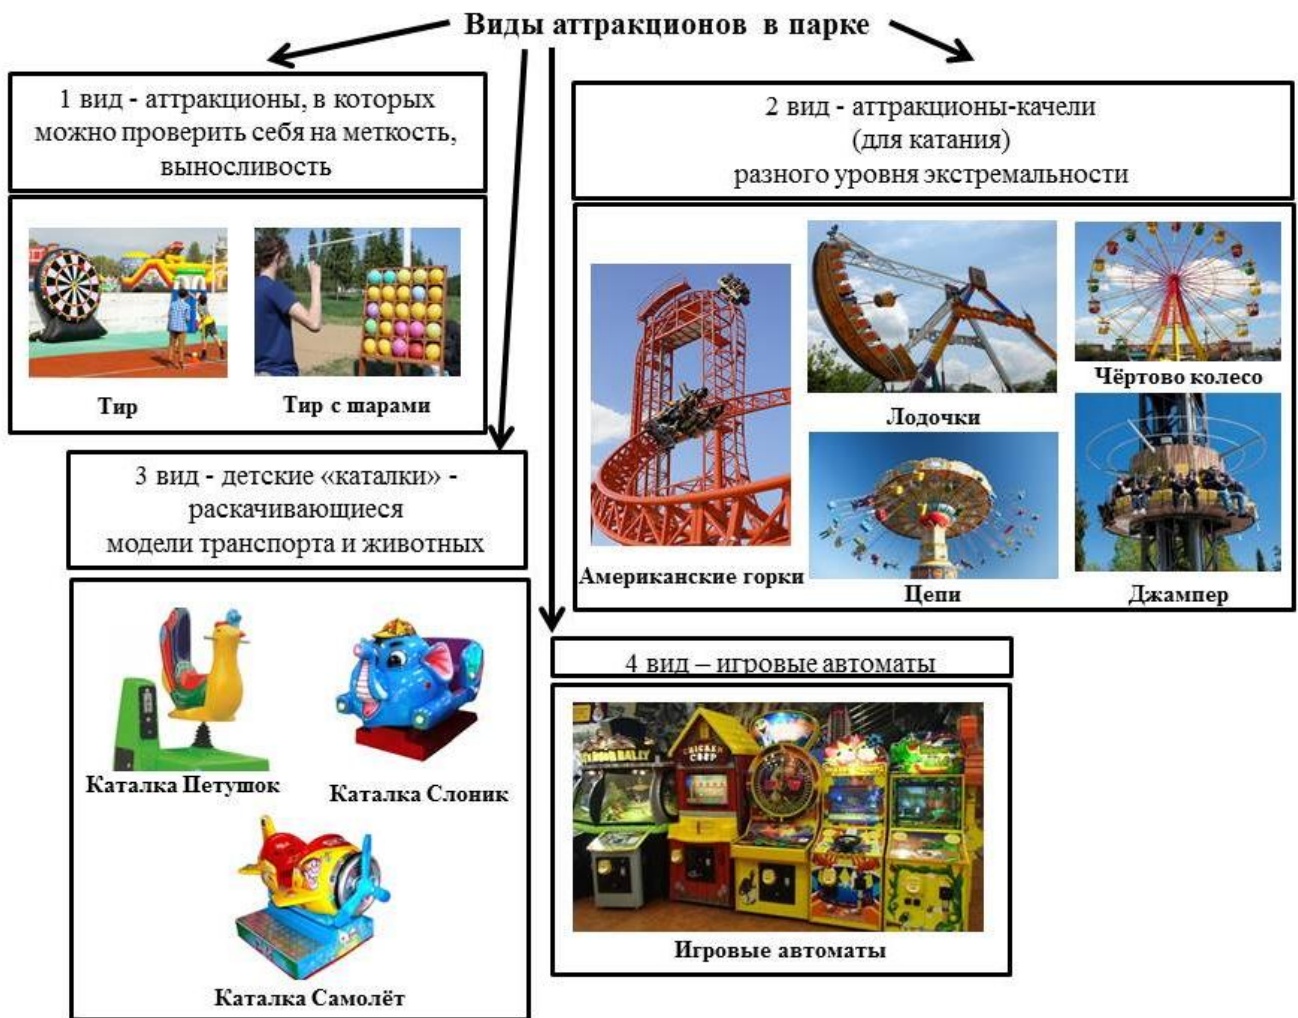 Виды аттракционов в парке
1 вид - аттракционы, в которых
можно проверить себя на меткость,
выносливость
Тир
Тир с шарами
2 вид - аттракционы-качели
(для катания)
разного уровня экстремальности
Американские горки
Лодочки
Чёртово колесо
Цепи
Джампер
3 вид - детские «каталки» -
раскачивающиеся
модели транспорта и животных
Каталка Петушок
Каталка Слоник
Каталка Самолёт
4 вид – игровые автоматы
CHICKEN
COOP
Игровые автоматы